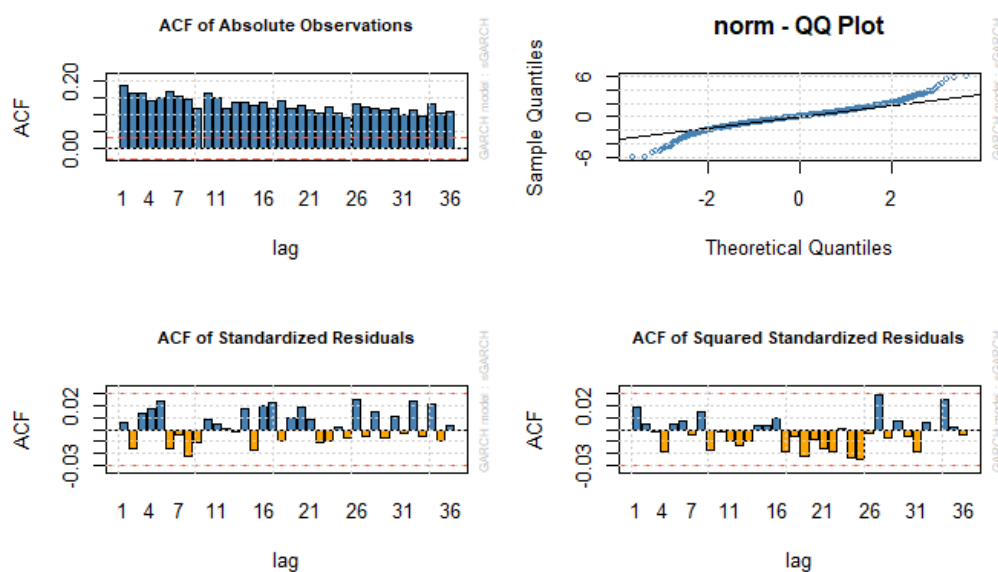 ACF of Absolute Observations
ACF
0.00
0.20
1 4 7 11 16 21 26 31 36
lag
GARCH model : sGARCH
norm - QQ Plot
Sample Quantiles
-6 0 6
-2 0 2
Theoretical Quantiles
GARCH model : sGARCH
ACF of Standardized Residuals
ACF
-0.03 0.02
1 4 7 11 16 21 26 31 36
lag
GARCH model : sGARCH
ACF of Squared Standardized Residuals
ACF
-0.03 0.02
1 4 7 11 16 21 26 31 36
lag
GARCH model : sGARCH